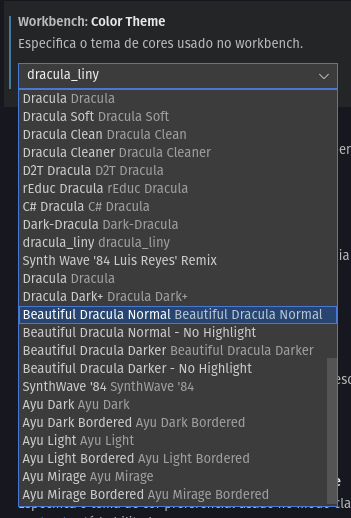 Workbench: Color Theme
Especifica o tema de cores usado no workbench.
dracula_liny
Dracula Dracula
Dracula Soft Dracula Soft
Dracula Clean Dracula Clean
Dracula Cleaner Dracula Cleaner
D2T Dracula D2T Dracula
rEduc Dracula rEduc Dracula
C# Dracula C# Dracula
Dark-Dracula Dark-Dracula
dracula_liny dracula_liny
Synth Wave '84 Luis Reyes' Remix
Dracula Dracula
Dracula Dark+ Dracula Dark+
Beautiful Dracula Normal Beautiful Dracula Normal
Beautiful Dracula Normal - No Highlight
Beautiful Dracula Darker Beautiful Dracula Darker
Beautiful Dracula Darker - No Highlight
SynthWave '84 SynthWave '84
Ayu Dark Ayu Dark
Ayu Dark Bordered Ayu Dark Bordered
Ayu Light Ayu Light
Ayu Light Bordered Ayu Light Bordered
Ayu Mirage Ayu Mirage
Ayu Mirage Bordered Ayu Mirage Bordered